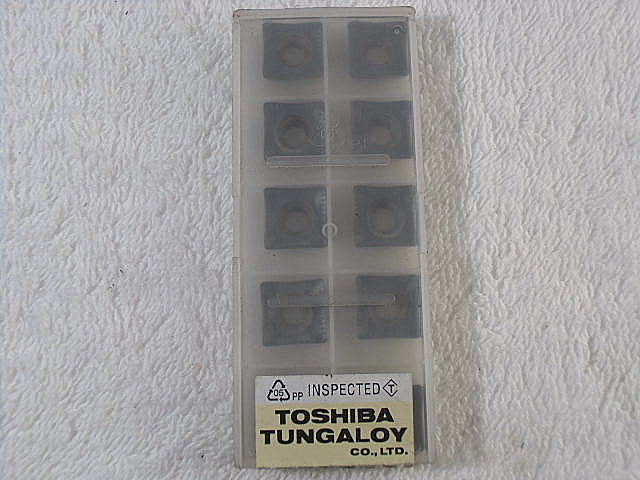 05 PP INSPECTED T
TOSHIBA
TUNGALOY
CO., LTD.